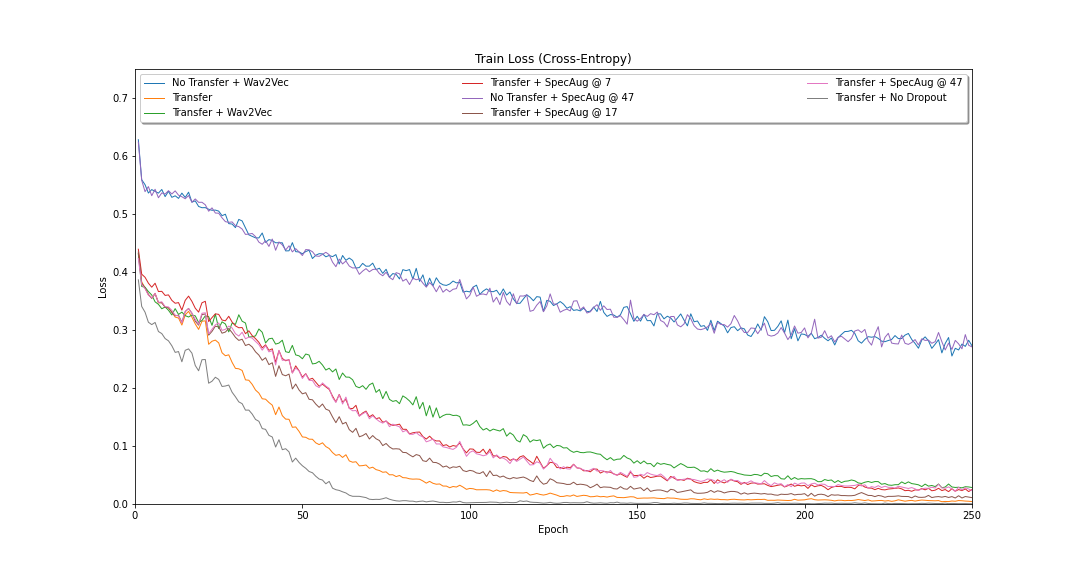 Train Loss (Cross-Entropy)
No Transfer + Wav2Vec
Transfer
Transfer + Wav2Vec
Transfer + SpecAug @ 7
No Transfer + SpecAug @ 47
Transfer + SpecAug @ 17
Transfer + SpecAug @ 47
Transfer + No Dropout
0.7
0.6
0.5
0.4
0.3
0.2
0.1
0.0
Loss
0 50 100 150 200 250
Epoch